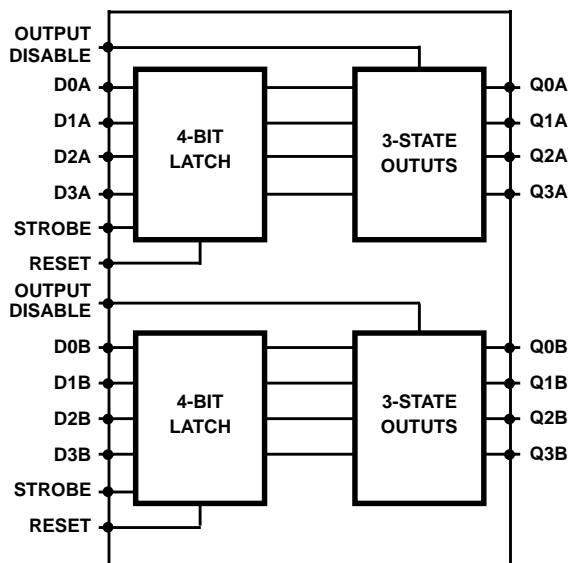 OUTPUT
DISABLE
D0A
D1A
D2A
D3A
STROBE
RESET
4-BIT
LATCH
3-STATE
OUTUTS
Q0A
Q1A
Q2A
Q3A
OUTPUT
DISABLE
D0B
D1B
D2B
D3B
STROBE
RESET
4-BIT
LATCH
3-STATE
OUTUTS
Q0B
Q1B
Q2B
Q3B